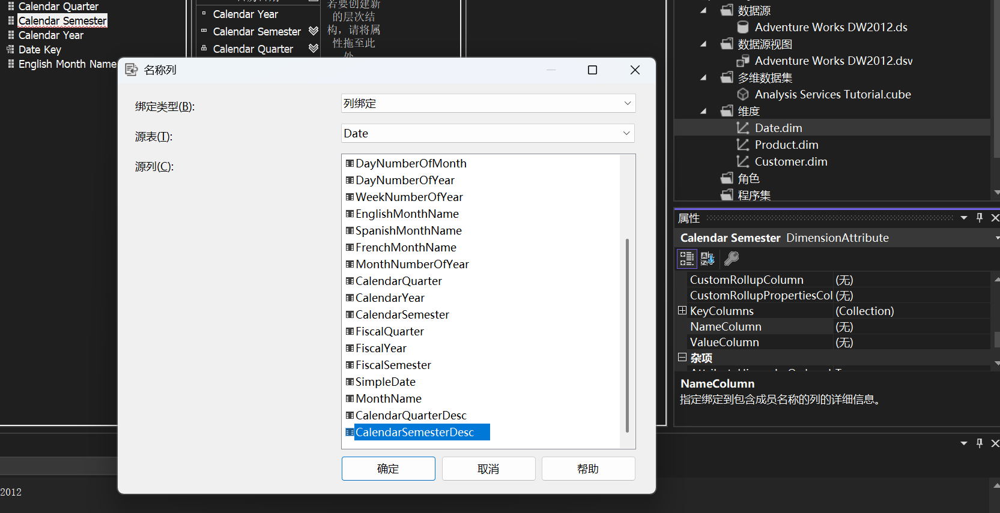 Calendar Quarter
Calendar Semester
Calendar Year
Date Key
English Month Name
Calendar Year
Calendar Semester
Calendar Quarter
若要创建新
的层次结
构，请将属
性拖至此
处
数据源
Adventure Works DW2012.ds
数据源视图
Adventure Works DW2012.dsv
多维数据集
Analysis Services Tutorial.cube
维度
Date.dim
Product.dim
Customer.dim
角色
程序集
名称列
绑定类型(B):
列绑定
源表(T):
Date
源列(C):
DayNumberOfMonth
DayNumberOfYear
WeekNumberOfYear
EnglishMonthName
SpanishMonthName
FrenchMonthName
MonthNumberOfYear
CalendarQuarter
CalendarYear
CalendarSemester
FiscalQuarter
FiscalYear
FiscalSemester
SimpleDate
MonthName
CalendarQuarterDesc
CalendarSemesterDesc
确定 取消 帮助
属性
Calendar Semester DimensionAttribute
CustomRollupColumn (无)
CustomRollupPropertiesCol (无)
KeyColumns (Collection)
NameColumn (无)
ValueColumn (无)
杂项
NameColumn
指定绑定到包含成员名称的列的详细信息。
2012